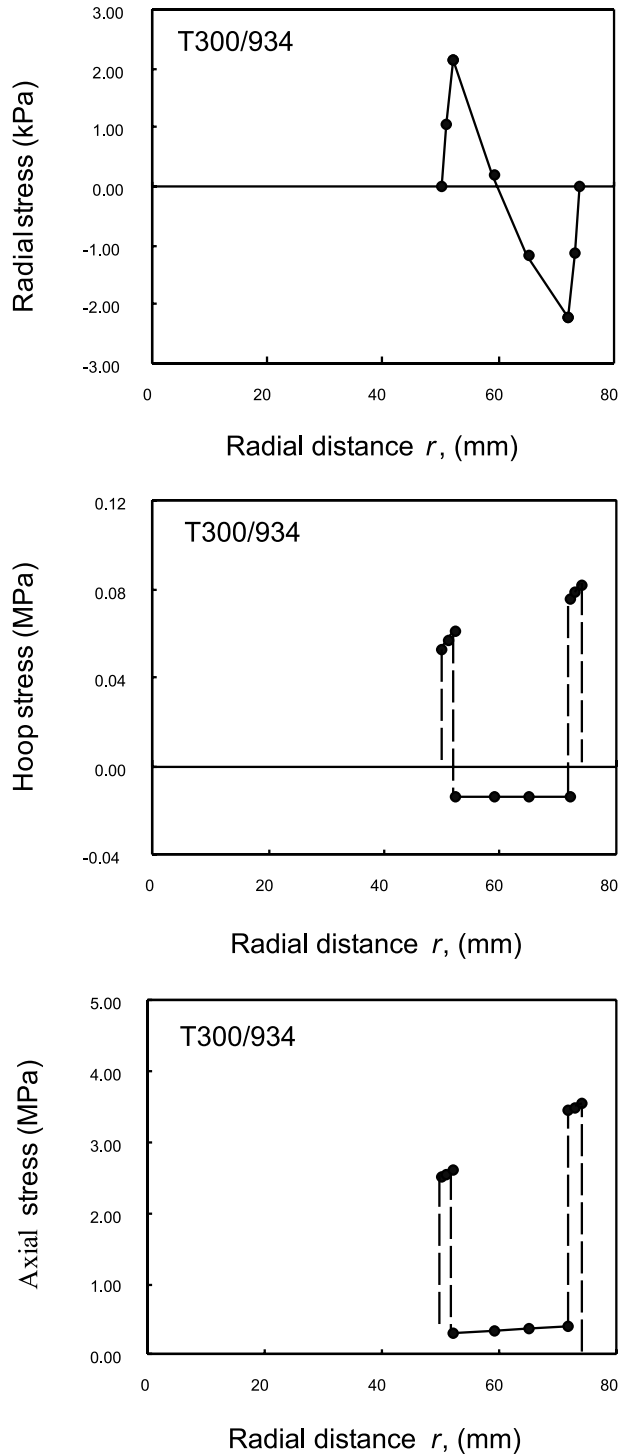 T300/934
Radial stress (kPa)
3.00
2.00
1.00
0.00
-1.00
-2.00
-3.00
0 20 40 60 80
Radial distance r, (mm)
T300/934
Hoop stress (MPa)
0.12
0.08
0.04
0.00
-0.04
0 20 40 60 80
Radial distance r, (mm)
T300/934
Axial stress (MPa)
5.00
4.00
3.00
2.00
1.00
0.00
0 20 40 60 80
Radial distance r, (mm)